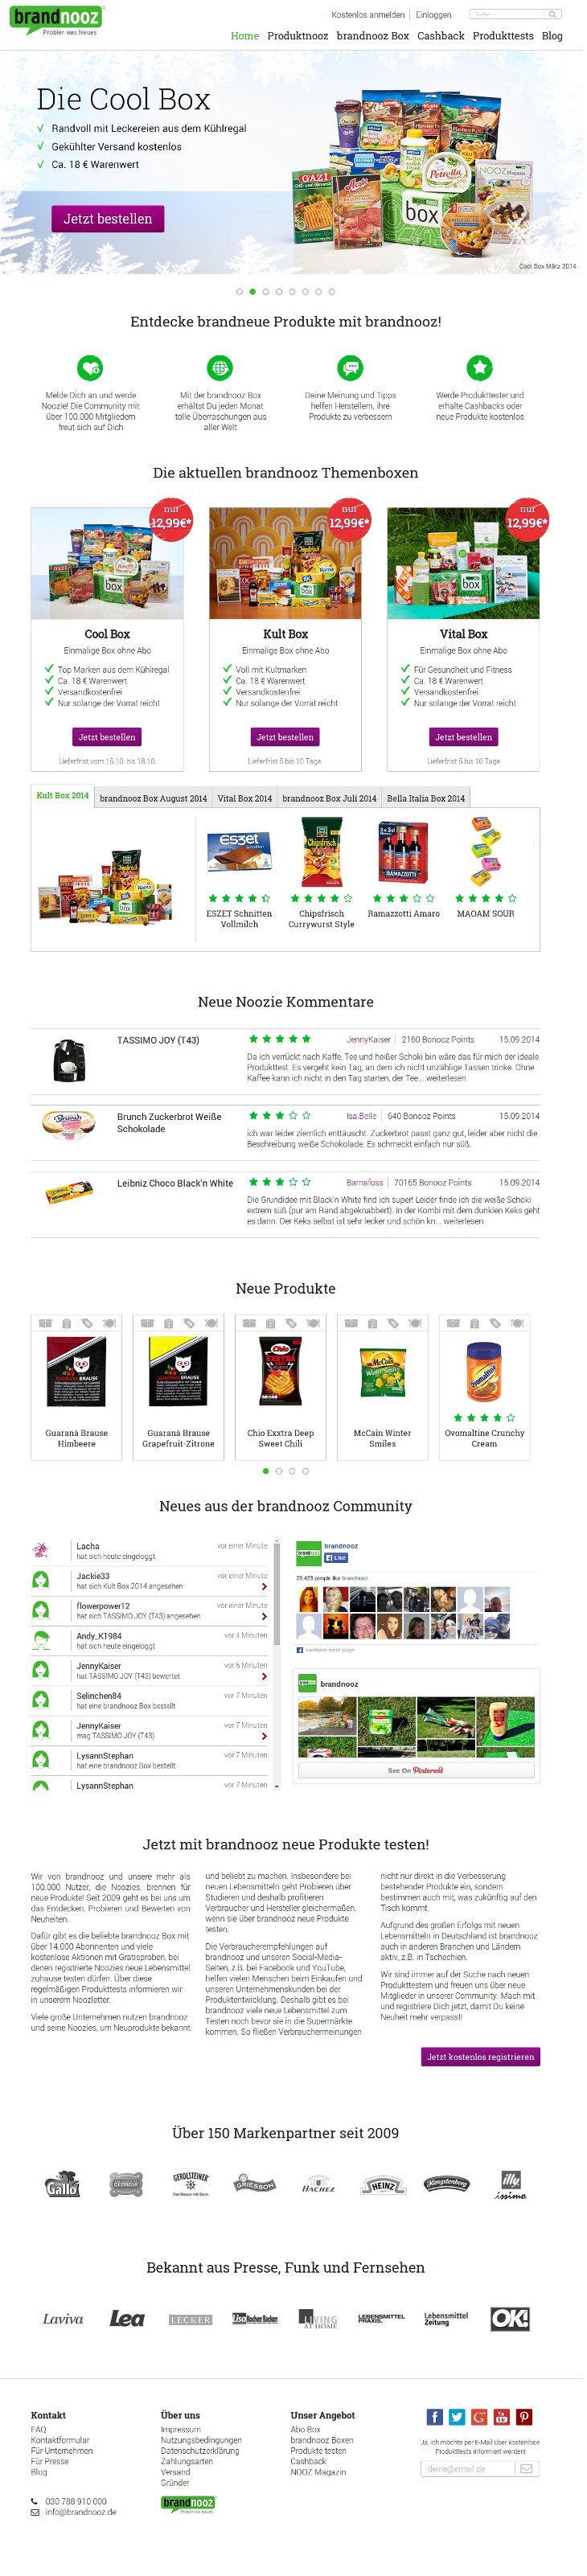 brandnooz
Probier was Neues
Kostenlos anmelden
Einloggen
Suche
Home Produktnooz brandnooz Box Cashback Produkttests Blog
Die Cool Box
Randvoll mit Leckereien aus dem Kühlregal
Gekühlter Versand kostenlos
Ca. 18 € Warenwert
Jetzt bestellen
GAZI
Petrella
NOOZ
box
Cool Box März 2014
Entdecke brandneue Produkte mit brandnooz!
Melde Dich an und werde
Noozie! Die Community mit
über 100.000 Mitgliedern
freut sich auf Dich
Mit der brandnooz Box
erhältst Du jeden Monat
tolle Überraschungen aus
aller Welt
Deine Meinung und Tipps
helfen Herstellern, ihre
Produkte zu verbessern
Werde Produkttester und
erhalte Cashbacks oder
neue Produkte kostenlos
Die aktuellen brandnooz Themenboxen
nur
12,99€*
nur
12,99€*
nur
12,99€*
Cool Box
Einmalige Box ohne Abo
Top Marken aus dem Kühlregal
Ca. 18 € Warenwert
Versandkostenfrei
Nur solange der Vorrat reicht
Jetzt bestellen
Lieferfrist vom 15.10. bis 18.10.
Kult Box
Einmalige Box ohne Abo
Voll mit Kultmarken
Ca. 18 € Warenwert
Versandkostenfrei
Nur solange der Vorrat reicht
Jetzt bestellen
Lieferfrist 5 bis 10 Tage
Vital Box
Einmalige Box ohne Abo
Für Gesundheit und Fitness
Ca. 18 € Warenwert
Versandkostenfrei
Nur solange der Vorrat reicht
Jetzt bestellen
Lieferfrist 5 bis 10 Tage
Kult Box 2014 brandnooz Box August 2014 Vital Box 2014 brandnooz Box Juli 2014 Bella Italia Box 2014
ESZET Schnitten
Vollmilch
Chipsfrisch
Currywurst Style
Ramazzotti Amaro
MAOAM SOUR
Neue Noozie Kommentare
TASSIMO JOY (T43)
JennyKaiser
2160 Bonooz Points
15.09.2014
Da ich verrückt nach Kaffe, Tee und heißer Schoki bin wäre das für mich der ideale
Produkttest. Es vergeht kein Tag, an dem ich nicht unzählige Tassen trinke. Ohne
Kaffee kann ich nicht in den Tag starten, der Tee... weiterlesen
Brunch Zuckerbrot Weiße
Schokolade
Isa.Belle
640 Bonooz Points
15.09.2014
ich war leider ziemlich enttäuscht. Zuckerbrot passt ganz gut, leider aber nicht die
Beschreibung weiße Schokolade. Es schmeckt einfach nur süß.
Leibniz Choco Black'n White
Bamafoss
70165 Bonooz Points
15.09.2014
Die Grundidee mit Black'n White find ich super! Leider finde ich die weiße Schoki
extrem süß (pur am Rand abgeknabbert). In der Kombi mit dem dunklen Keks geht
es dann. Der Keks selbst ist sehr lecker und schön kn... weiterlesen
Neue Produkte
Guaraná Brause
Himbeere
Guaraná Brause
Grapefruit-Zitrone
Chio Exxtra Deep
Sweet Chili
McCain Winter
Smiles
Ovomaltine Crunchy
Cream
Neues aus der brandnooz Community
Lacha
vor einer Minute
hat sich heute eingeloggt
Jackie33
vor einer Minute
hat sich Kult Box 2014 angesehen
flowerpower12
vor einer Minute
hat sich TASSIMO JOY (T43) angesehen
Andy_K1984
vor 4 Minuten
hat sich heute eingeloggt
JennyKaiser
vor 6 Minuten
hat TASSIMO JOY (T43) bewertet
Selinchen84
vor 7 Minuten
hat eine brandnooz Box bestellt
JennyKaiser
vor 7 Minuten
mag TASSIMO JOY (T43)
LysannStephan
vor 7 Minuten
hat eine brandnooz Box bestellt
LysannStephan
vor 7 Minuten
brandnooz
Like
79,423 people like brandnooz.
Facebook social plugin
brandnooz
See On Pinterest
Jetzt mit brandnooz neue Produkte testen!
Wir von brandnooz und unsere mehr als
100.000 Nutzer, die Noozies, brennen für
neue Produkte! Seit 2009 geht es bei uns um
das Entdecken, Probieren und Bewerten von
Neuheiten.
Dafür gibt es die beliebte brandnooz Box mit
über 14.000 Abonnenten und viele
kostenlose Aktionen mit Gratisproben, bei
denen registrierte Noozies neue Lebensmittel
zuhause testen dürfen. Über diese
regelmäßigen Produkttests informieren wir
in unserem Noozletter.
Viele große Unternehmen nutzen brandnooz
und seine Noozies, um Neuprodukte bekannt
und beliebt zu machen. Insbesondere bei
neuen Lebensmitteln geht Probieren über
Studieren und deshalb profitieren
Verbraucher und Hersteller gleichermaßen,
wenn sie über brandnooz neue Produkte
testen.
Die Verbraucherempfehlungen auf
brandnooz und unseren Social-Media-
Seiten, z.B. bei Facebook und YouTube,
helfen vielen Menschen beim Einkaufen und
unseren Unternehmenskunden bei der
Produktentwicklung. Deshalb gibt es bei
brandnooz viele neue Lebensmittel zum
Testen noch bevor sie in die Supermärkte
kommen. So fließen Verbrauchermeinungen
nicht nur direkt in die Verbesserung
bestehender Produkte ein, sondern
bestimmen auch mit, was zukünftig auf den
Tisch kommt.
Aufgrund des großen Erfolgs mit neuen
Lebensmitteln in Deutschland ist brandnooz
auch in anderen Branchen und Ländern
aktiv, z.B. in Tschechien.
Wir sind immer auf der Suche nach neuen
Produkttestern und freuen uns über neue
Mitglieder in unserer Community. Mach mit
und registriere Dich jetzt, damit Du keine
Neuheit mehr verpasst!
Jetzt kostenlos registrieren
Über 150 Markenpartner seit 2009
Gallo
GEROLSTEINER
GRIESSON
HACHEZ
HEINZ
Hengstenberg
illy
issimo
Bekannt aus Presse, Funk und Fernsehen
Laviva
Lea
LECKER
Lisa Kochen & Backen
LIVING
AT HOME
LEBENSMITTEL
PRAXIS.
Lebensmittel
Zeitung
OK!
Kontakt
FAQ
Kontaktformular
Für Unternehmen
Für Presse
Blog
030 788 910 000
info@brandnooz.de
Über uns
Impressum
Nutzungsbedingungen
Datenschutzerklärung
Zahlungsarten
Versand
Gründer
brandnooz
Probier was Neues
Unser Angebot
Abo Box
brandnooz Boxen
Produkte testen
Cashback
NOOZ Magazin
Ja, ich möchte per E-Mail über kostenlose
Produkttests informiert werden!
deine@email.de